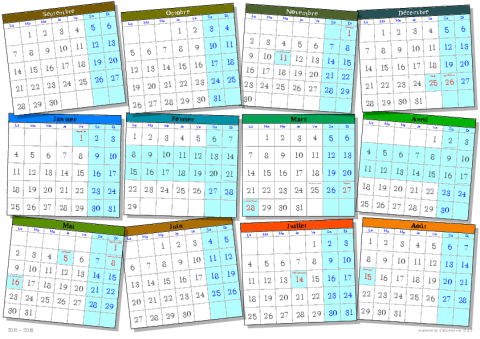 Septembre
Lu Ma Me Je Ve Sa Di
1 2 3 4 5 6
7 8 9 10 11 12 13
14 15 16 17 18 19 20
21 22 23 24 25 26 27
28 29 30
Octobre
Lu Ma Me Je Ve Sa Di
1 2 3 4
5 6 7 8 9 10 11
12 13 14 15 16 17 18
19 20 21 22 23 24 25
26 27 28 29 30 31
Novembre
Lu Ma Me Je Ve Sa Di
1
2 3 4 5 6 7 8
9 10 11 12 13 14 15
16 17 18 19 20 21 22
23 24 25 26 27 28 29
30
Décembre
Lu Ma Me Je Ve Sa Di
1 2 3 4 5 6
7 8 9 10 11 12 13
14 15 16 17 18 19 20
21 22 23 24 25 26 27
28 29 30 31
Janvier
Lu Ma Me Je Ve Sa Di
1 2 3
4 5 6 7 8 9 10
11 12 13 14 15 16 17
18 19 20 21 22 23 24
25 26 27 28 29 30 31
Février
Lu Ma Me Je Ve Sa Di
1 2 3 4 5 6 7
8 9 10 11 12 13 14
15 16 17 18 19 20 21
22 23 24 25 26 27 28
29
Mars
Lu Ma Me Je Ve Sa Di
1 2 3 4 5 6
7 8 9 10 11 12 13
14 15 16 17 18 19 20
21 22 23 24 25 26 27
28 29 30 31
Avril
Lu Ma Me Je Ve Sa Di
1 2 3
4 5 6 7 8 9 10
11 12 13 14 15 16 17
18 19 20 21 22 23 24
25 26 27 28 29 30
Mai
Lu Ma Me Je Ve Sa Di
1
2 3 4 5 6 7 8
9 10 11 12 13 14 15
16 17 18 19 20 21 22
23 24 25 26 27 28 29
30 31
Juin
Lu Ma Me Je Ve Sa Di
1 2 3 4 5
6 7 8 9 10 11 12
13 14 15 16 17 18 19
20 21 22 23 24 25 26
27 28 29 30
Juillet
Lu Ma Me Je Ve Sa Di
1 2 3
4 5 6 7 8 9 10
11 12 13 14 15 16 17
18 19 20 21 22 23 24
25 26 27 28 29 30 31
Août
Lu Ma Me Je Ve Sa Di
1 2 3 4 5 6 7
8 9 10 11 12 13 14
15 16 17 18 19 20 21
22 23 24 25 26 27 28
29 30 31
2015 - 2016